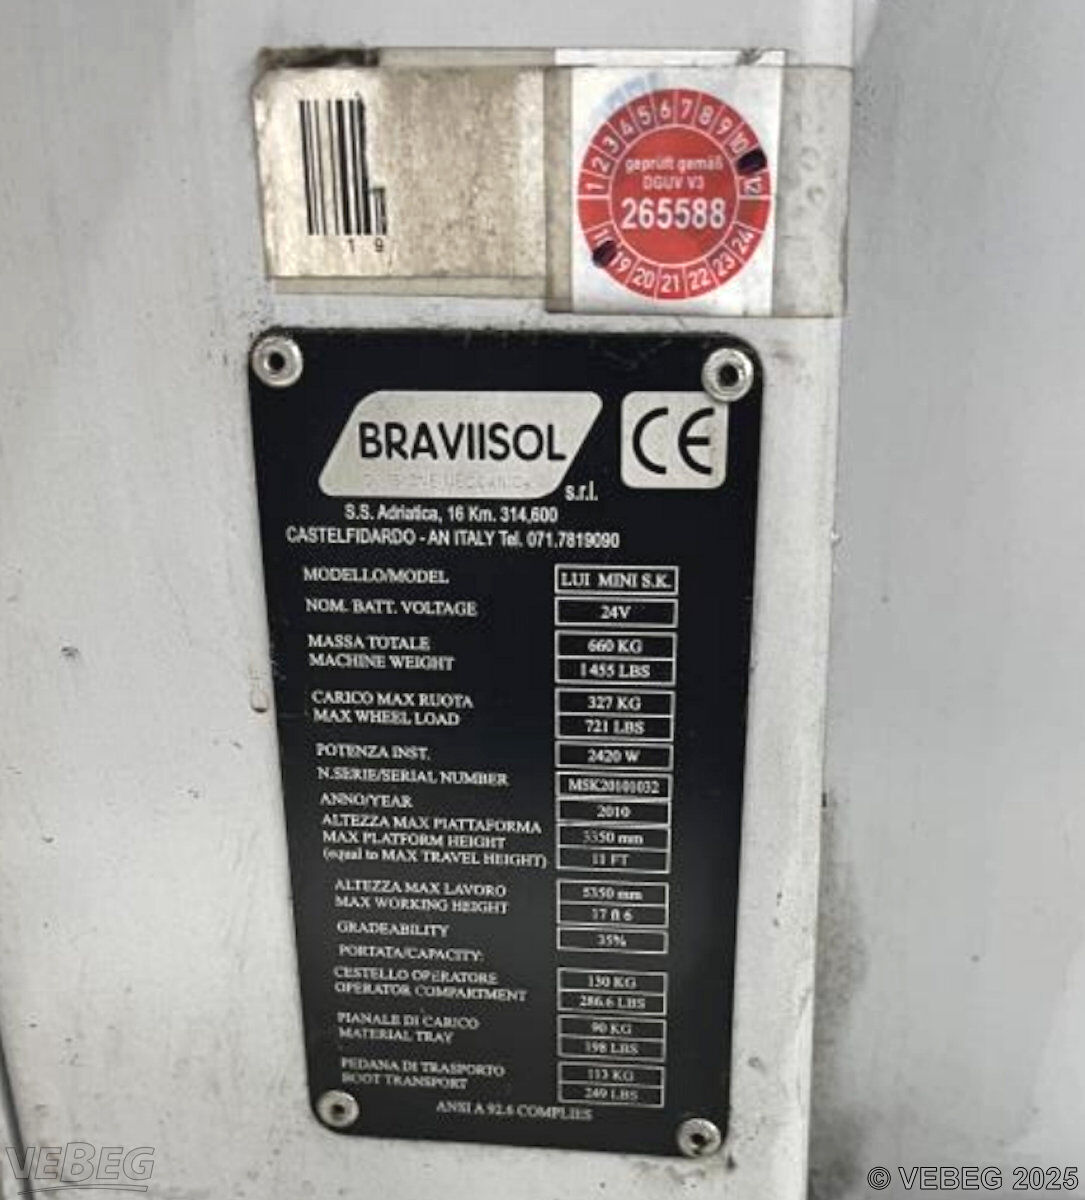 1 9
1 2 3 4 5 6 7 8 9 10 12
geprüft gemäß
DGUV V3
265588
19 20 21 22 23 24
BRAVIISOL
DIVISIONE MECCANICA
s.r.l.
CE
S.S. Adriatica, 16 Km. 314,600
CASTELFIDARDO - AN ITALY Tel. 071.7819090
MODELLO/MODEL LUI MINI S.K.
NOM. BATT. VOLTAGE 24V
MASSA TOTALE 660 KG
MACHINE WEIGHT 1455 LBS
CARICO MAX RUOTA 327 KG
MAX WHEEL LOAD 721 LBS
POTENZA INST. 2420 W
N.SERIE/SERIAL NUMBER MSK20101032
ANNO/YEAR 2010
ALTEZZA MAX PIATTAFORMA
MAX PLATFORM HEIGHT 3350 mm
(equal to MAX TRAVEL HEIGHT) 11 FT
ALTEZZA MAX LAVORO 5350 mm
MAX WORKING HEIGHT 17 ft 6
GRADEABILITY 35%
PORTATA/CAPACITY:
CESTELLO OPERATORE 130 KG
OPERATOR COMPARTMENT 286.6 LBS
PIANALE DI CARICO 90 KG
MATERIAL TRAY 198 LBS
PEDANA DI TRASPORTO 113 KG
BOOT TRANSPORT 249 LBS
ANSI A 92.6 COMPLIES
VEBEG
© VEBEG 2025